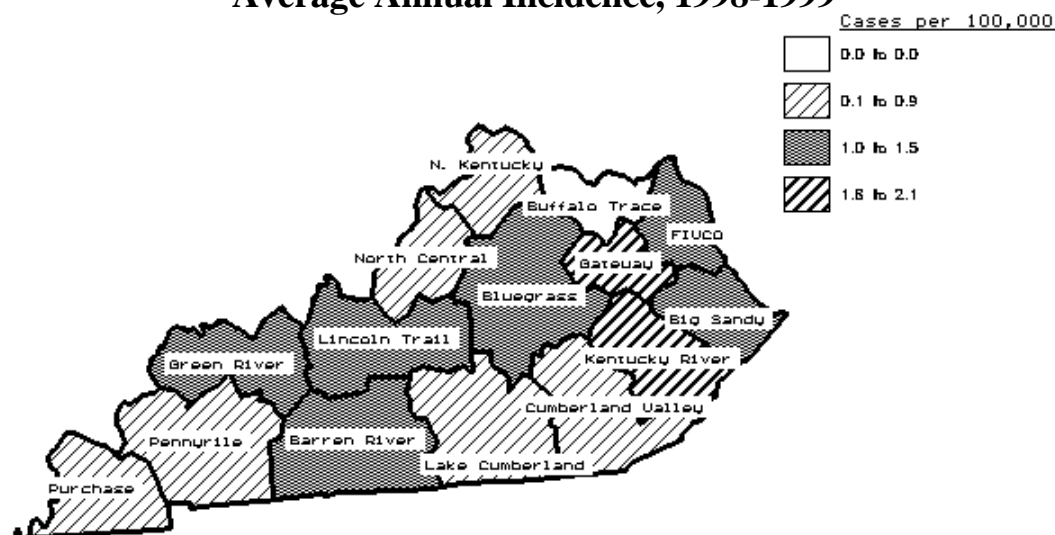 Average Annual Incidence, 1998-1999
Cases per 100,000
0.0 to 0.0
0.1 to 0.9
1.0 to 1.5
1.6 to 2.1
N. Kentucky
Buffalo Trace
FIVCO
North Central
Gateway
Bluegrass
Big Sandy
Lincoln Trail
Kentucky River
Green River
Cumberland Valley
Pennyrile
Barren River
Lake Cumberland
Purchase